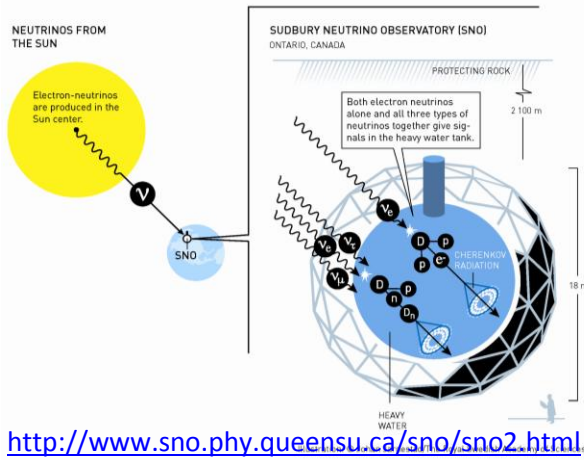 NEUTRINOS FROM
THE SUN
Electron-neutrinos
are produced in the
Sun center.
ν
SNO
SUDBURY NEUTRINO OBSERVATORY (SNO)
ONTARIO, CANADA
PROTECTING ROCK
2 100 m
Both electron neutrinos
alone and all three types of
neutrinos together give sig-
nals in the heavy water tank.
18 m
νe
D p
p e-
CHERENKOV
RADIATION
νe ντ
νμ
D p
n
Dn
HEAVY
WATER
http://www.sno.phy.queensu.ca/sno/sno2.html